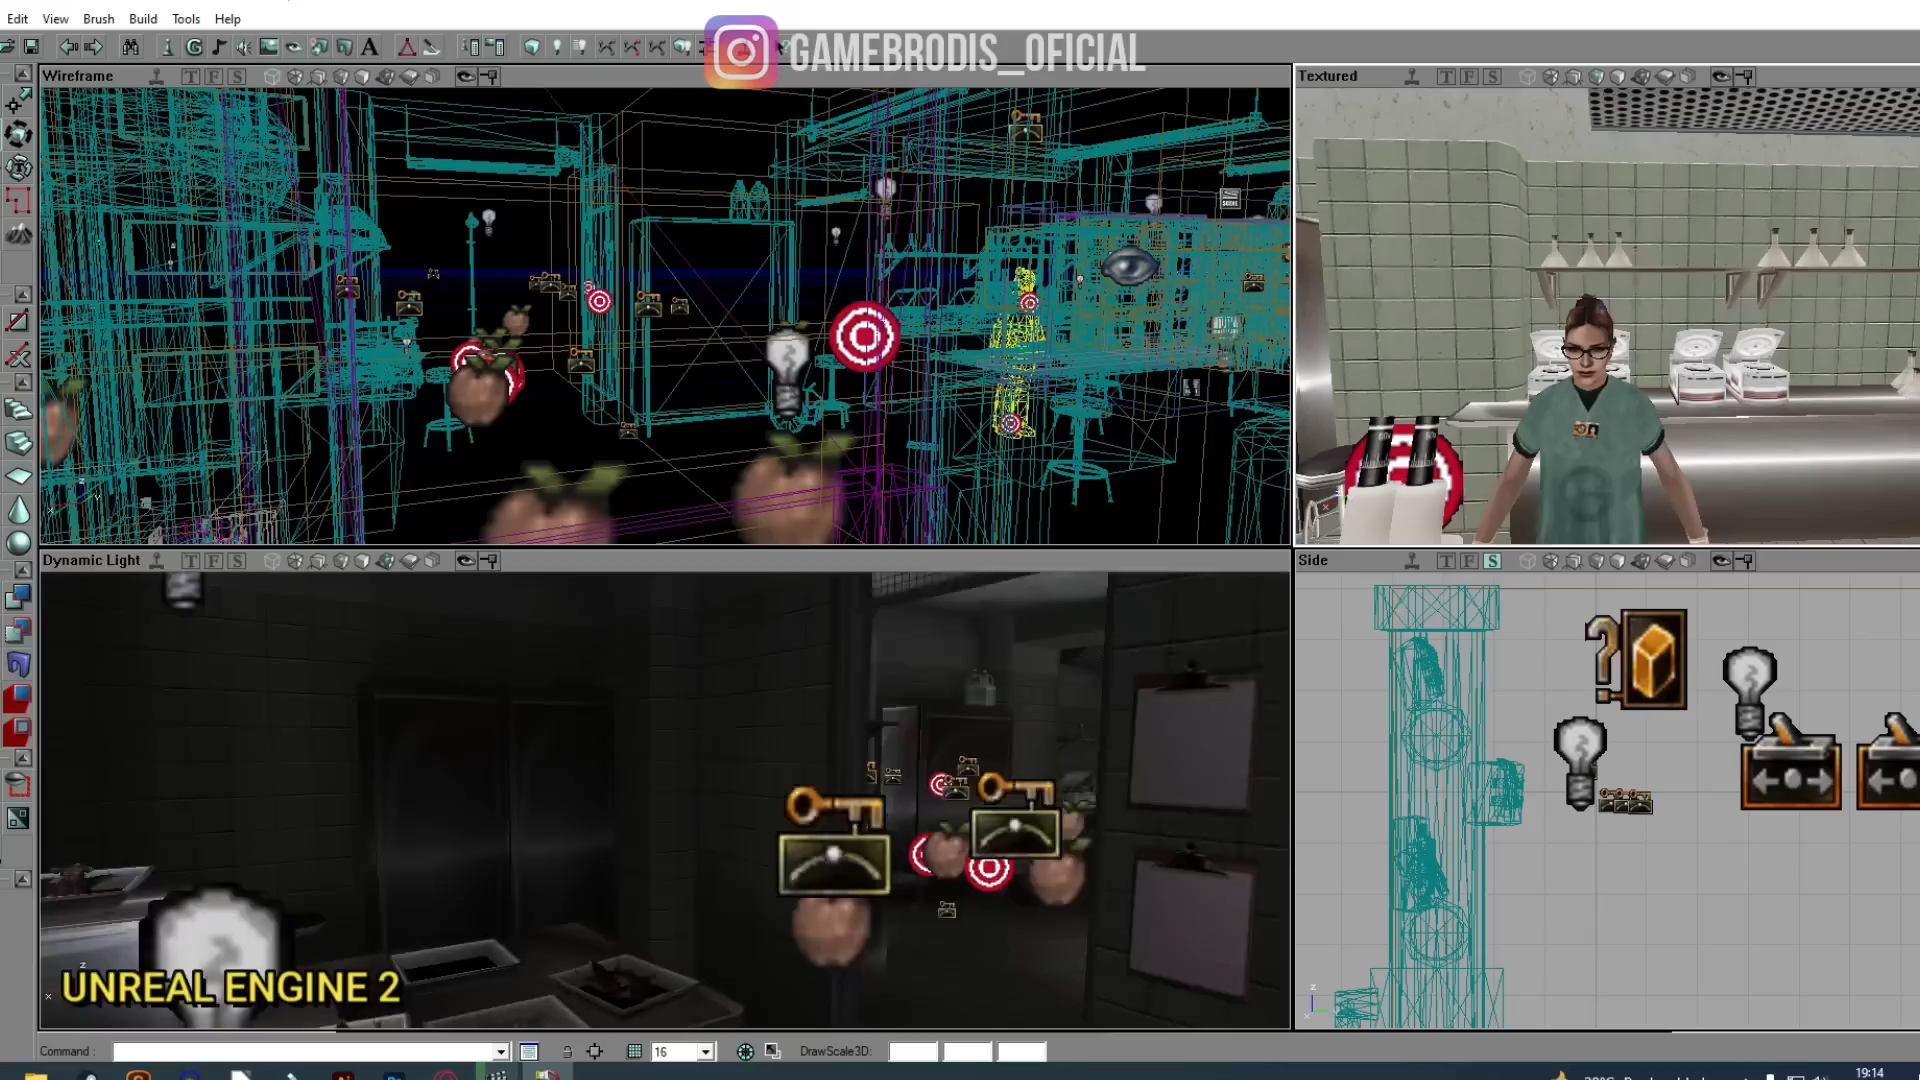 Edit View Brush Build Tools Help
GAMEBRODIS_OFICIAL
Wireframe T F S
Textured T F S
Dynamic Light T F S
Side T F S
UNREAL ENGINE 2
Command : 16 DrawScale3D:
19:14